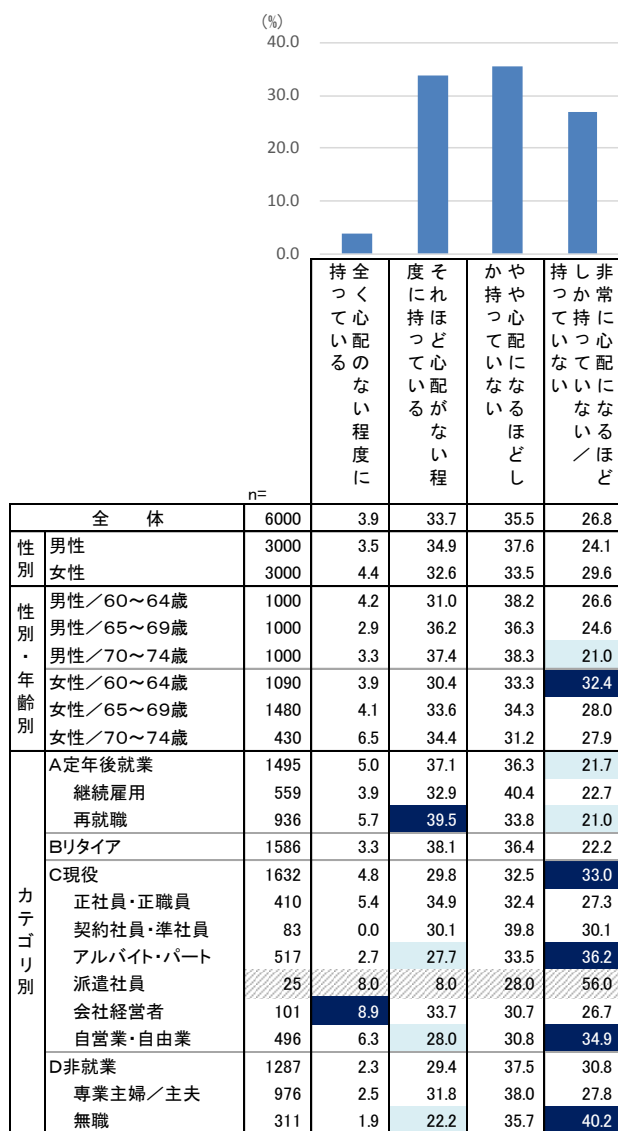 (%)
40.0
30.0
20.0
10.0
0.0
全く心配のない程度に持っている
それほど心配がない程度に持っている
やや心配になるほどしか持っていない
非常に心配になるほどしか持っていない／持っていない
n=
全 体 6000 3.9 33.7 35.5 26.8
性別
男性 3000 3.5 34.9 37.6 24.1
女性 3000 4.4 32.6 33.5 29.6
性別・年齢別
男性／60～64歳 1000 4.2 31.0 38.2 26.6
男性／65～69歳 1000 2.9 36.2 36.3 24.6
男性／70～74歳 1000 3.3 37.4 38.3 21.0
女性／60～64歳 1090 3.9 30.4 33.3 32.4
女性／65～69歳 1480 4.1 33.6 34.3 28.0
女性／70～74歳 430 6.5 34.4 31.2 27.9
カテゴリ別
A定年後就業 1495 5.0 37.1 36.3 21.7
継続雇用 559 3.9 32.9 40.4 22.7
再就職 936 5.7 39.5 33.8 21.0
Bリタイア 1586 3.3 38.1 36.4 22.2
C現役 1632 4.8 29.8 32.5 33.0
正社員・正職員 410 5.4 34.9 32.4 27.3
契約社員・準社員 83 0.0 30.1 39.8 30.1
アルバイト・パート 517 2.7 27.7 33.5 36.2
派遣社員 25 8.0 8.0 28.0 56.0
会社経営者 101 8.9 33.7 30.7 26.7
自営業・自由業 496 6.3 28.0 30.8 34.9
D非就業 1287 2.3 29.4 37.5 30.8
専業主婦／主夫 976 2.5 31.8 38.0 27.8
無職 311 1.9 22.2 35.7 40.2